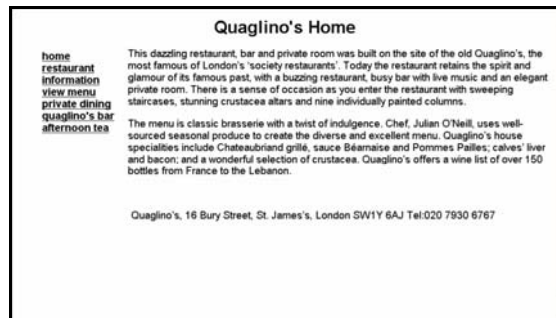 Quaglino's Home
home
restaurant
information
view menu
private dining
quaglino's bar
afternoon tea
This dazzling restaurant, bar and private room was built on the site of the old Quaglino's, the
most famous of London's 'society restaurants'. Today the restaurant retains the spirit and
glamour of its famous past, with a buzzing restaurant, busy bar with live music and an elegant
private room. There is a sense of occasion as you enter the restaurant with sweeping
staircases, stunning crustacea altars and nine individually painted columns.
The menu is classic brasserie with a twist of indulgence. Chef, Julian O'Neill, uses well-
sourced seasonal produce to create the diverse and excellent menu. Quaglino's house
specialities include Chateaubriand grillé, sauce Béarnaise and Pommes Pailles; calves' liver
and bacon; and a wonderful selection of crustacea. Quaglino's offers a wine list of over 150
bottles from France to the Lebanon.
Quaglino's, 16 Bury Street, St. James's, London SW1Y 6AJ Tel:020 7930 6767